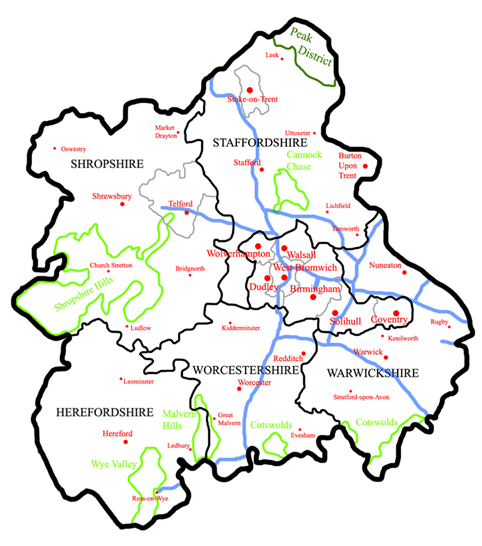 Peak
District
Leek
Stoke-on-Trent
Market
Drayton
Uttoxeter
STAFFORDSHIRE
Oswestry
SHROPSHIRE
Stafford
Cannock
Chase
Burton
Upon
Trent
Shrewsbury
Telford
Lichfield
Tamworth
Wolverhampton
Walsall
Church Stretton
Bridgnorth
West Bromwich
Nuneaton
Shropshire Hills
Dudley
Birmingham
Solihull
Coventry
Rugby
Ludlow
Kidderminster
Kenilworth
Redditch
Warwick
Leominster
WORCESTERSHIRE
WARWICKSHIRE
Worcester
Stratford-upon-Avon
HEREFORDSHIRE
Malvern
Hills
Great
Malvern
Cotswolds
Cotswolds
Hereford
Evesham
Ledbury
Wye Valley
Ross-on-Wye